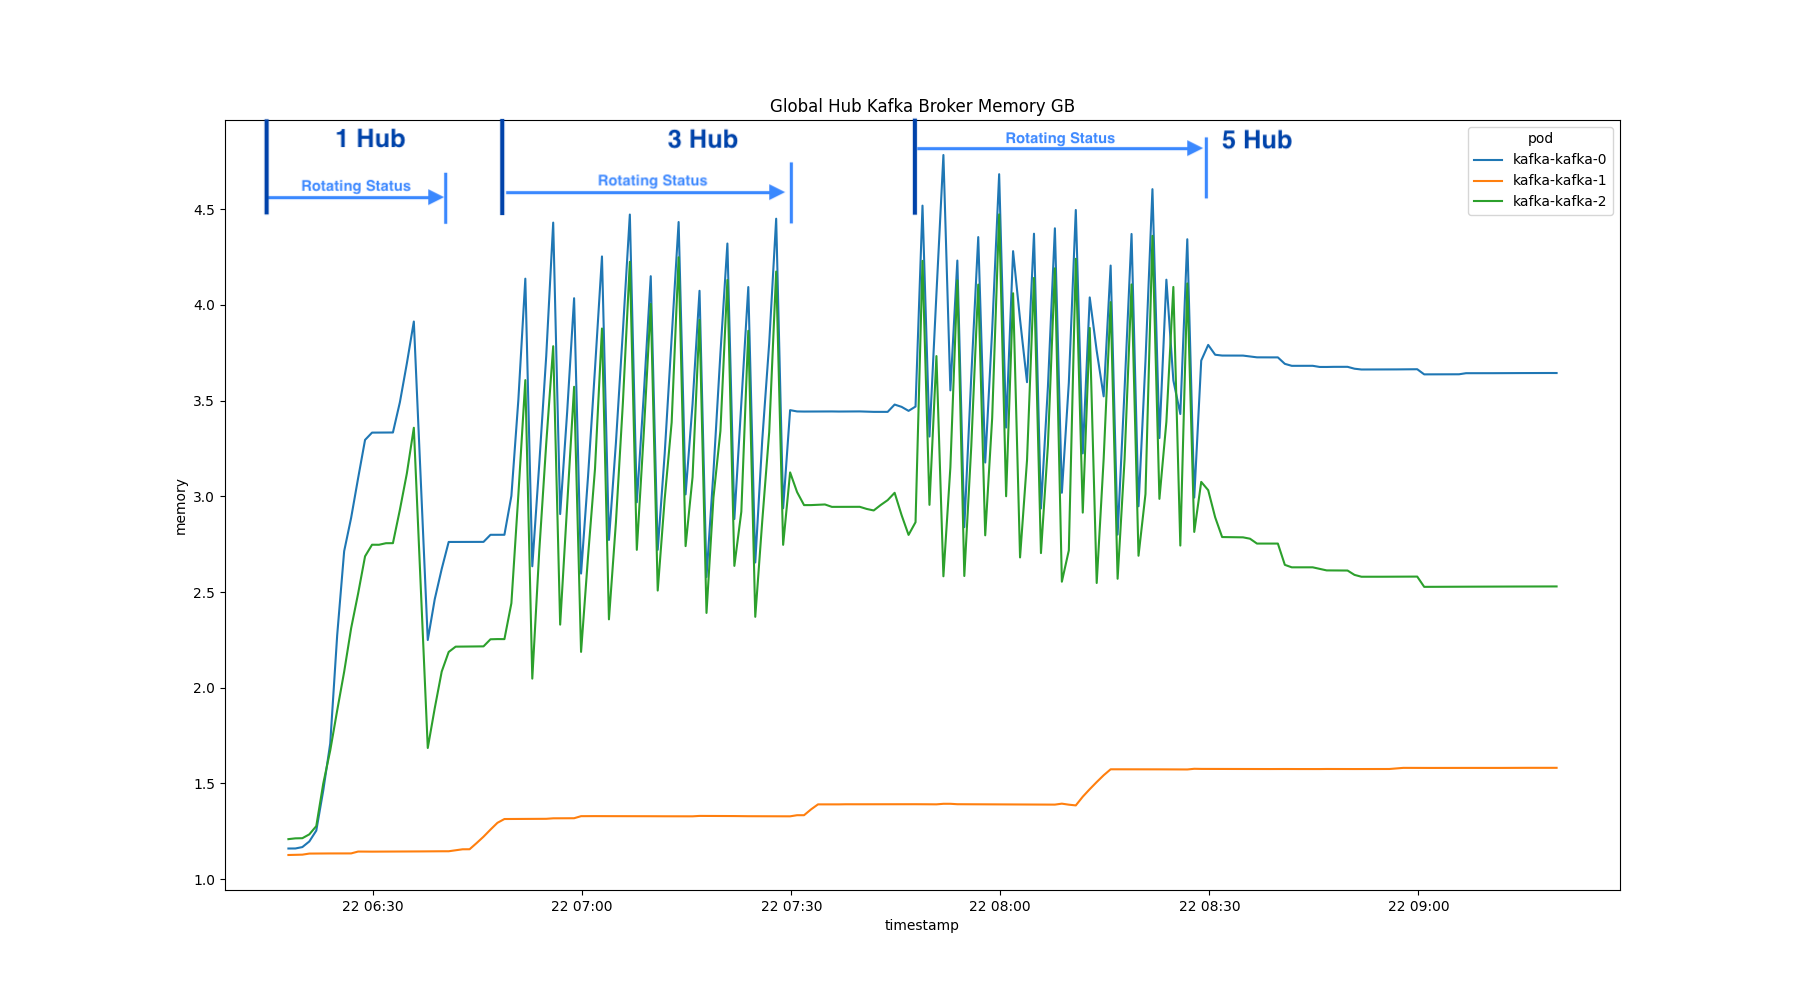 Global Hub Kafka Broker Memory GB
1 Hub
3 Hub
5 Hub
Rotating Status
Rotating Status
Rotating Status
pod
kafka-kafka-0
kafka-kafka-1
kafka-kafka-2
memory
4.5
4.0
3.5
3.0
2.5
2.0
1.5
1.0
22 06:30
22 07:00
22 07:30
22 08:00
22 08:30
22 09:00
timestamp